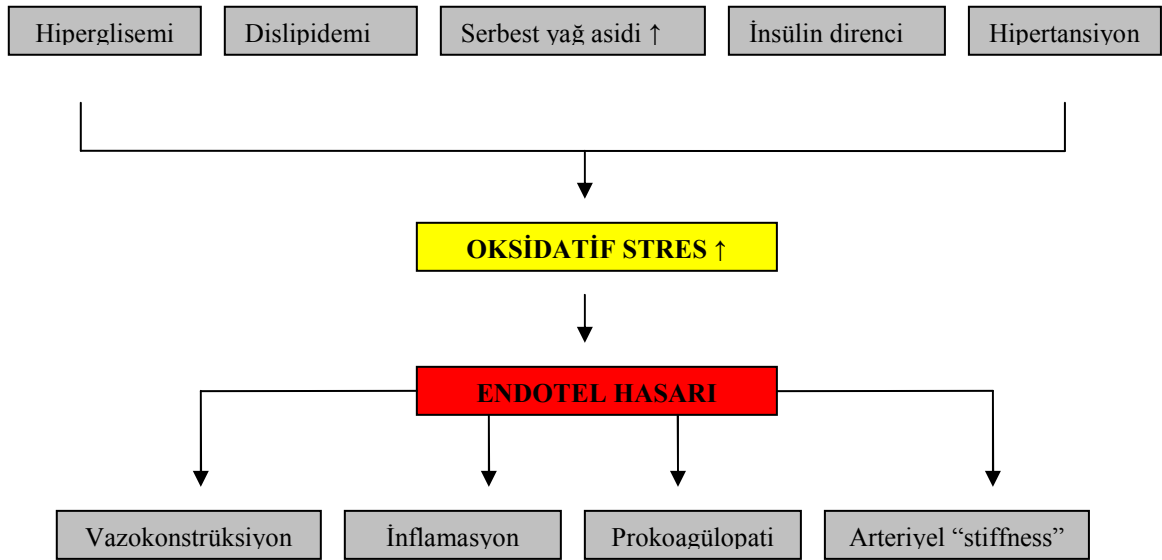 Hiperglisemi
Dislipidemi
Serbest yağ asidi ↑
İnsülin direnci
Hipertansiyon
OKSİDATİF STRES ↑
ENDOTEL HASARI
Vazokonstrüksiyon
İnflamasyon
Prokoagülopati
Arteriyel “stiffness”